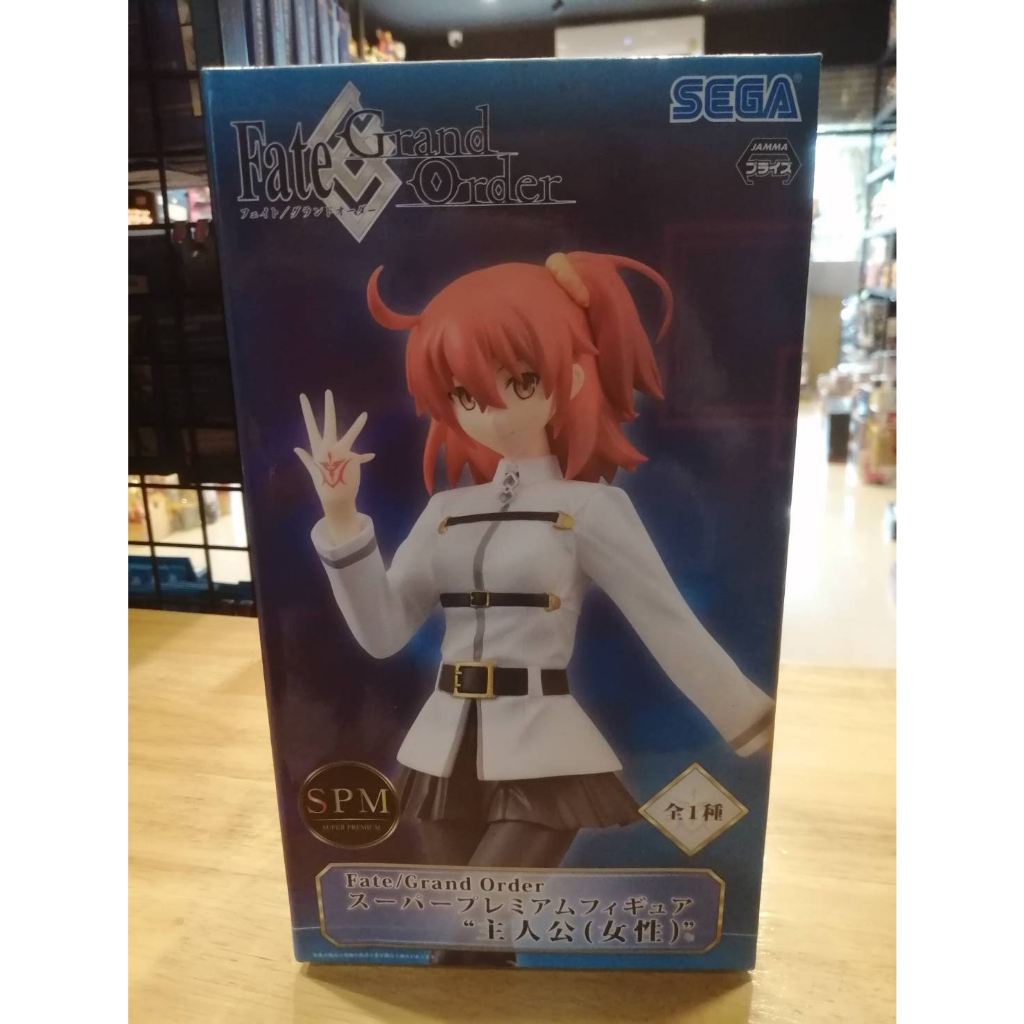 Fate/Grand Order
フェイト/グランドオーダー
SEGA
JAMMA
プライズ
SPM
SUPER PREMIUM
全1種
Fate/Grand Order
スーパープレミアムフィギュア
“主人公(女性)”